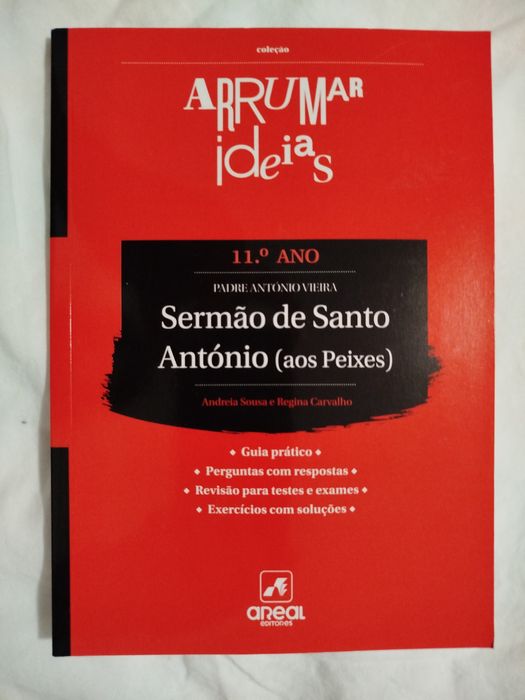 coleção
ARRUMAR
ideias
11.º ANO
PADRE ANTÓNIO VIEIRA
Sermão de Santo
António (aos Peixes)
Andreia Sousa e Regina Carvalho
◆ Guia prático ◆
◆ Perguntas com respostas ◆
◆ Revisão para testes e exames ◆
◆ Exercícios com soluções ◆
areal
EDITORES